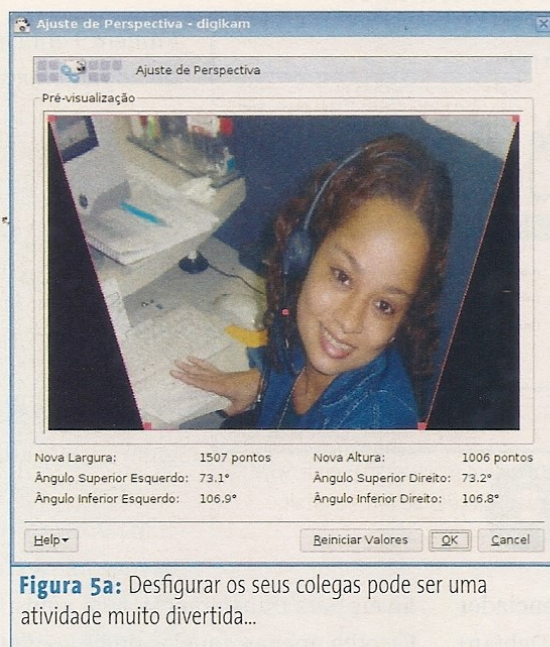 Ajuste de Perspectiva - digikam
Ajuste de Perspectiva
Pré-visualização
Nova Largura: 1507 pontos Nova Altura: 1006 pontos
Ângulo Superior Esquerdo: 73.1° Ângulo Superior Direito: 73.2°
Ângulo Inferior Esquerdo: 106.9° Ângulo Inferior Direito: 106.8°
Help Reiniciar Valores OK Cancel
Figura 5a: Desfigurar os seus colegas pode ser uma
atividade muito divertida...